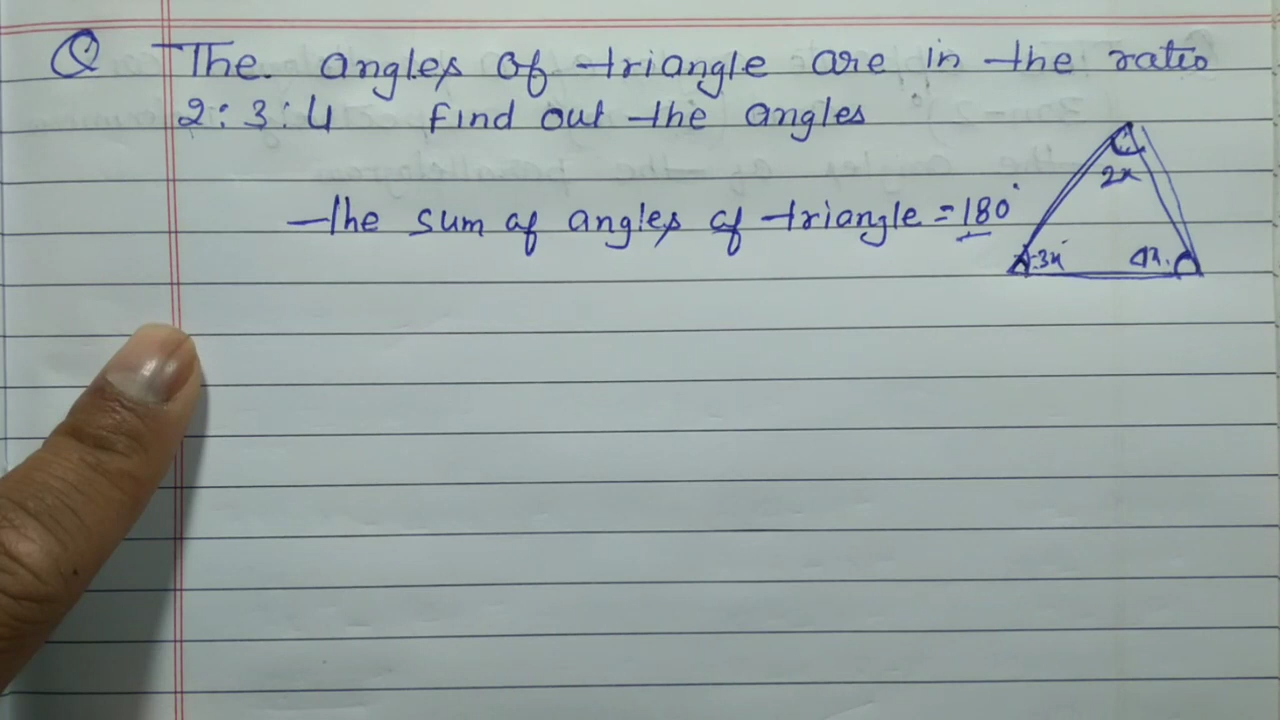 Q The angles of triangle are in the ratio
2:3:4 Find out the angles
The sum of angles of triangle = 180°
2x
3x
4x